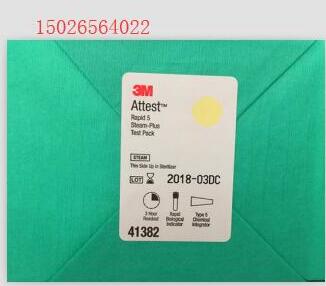 15026564022
3M
Attest™
Rapid 5
Steam-Plus
Test Pack
STEAM
This Side Up in Sterilizer
LOT 2018-03DC
3 Hour Readout
Rapid Biological Indicator
Type 5 Chemical Integrator
41382